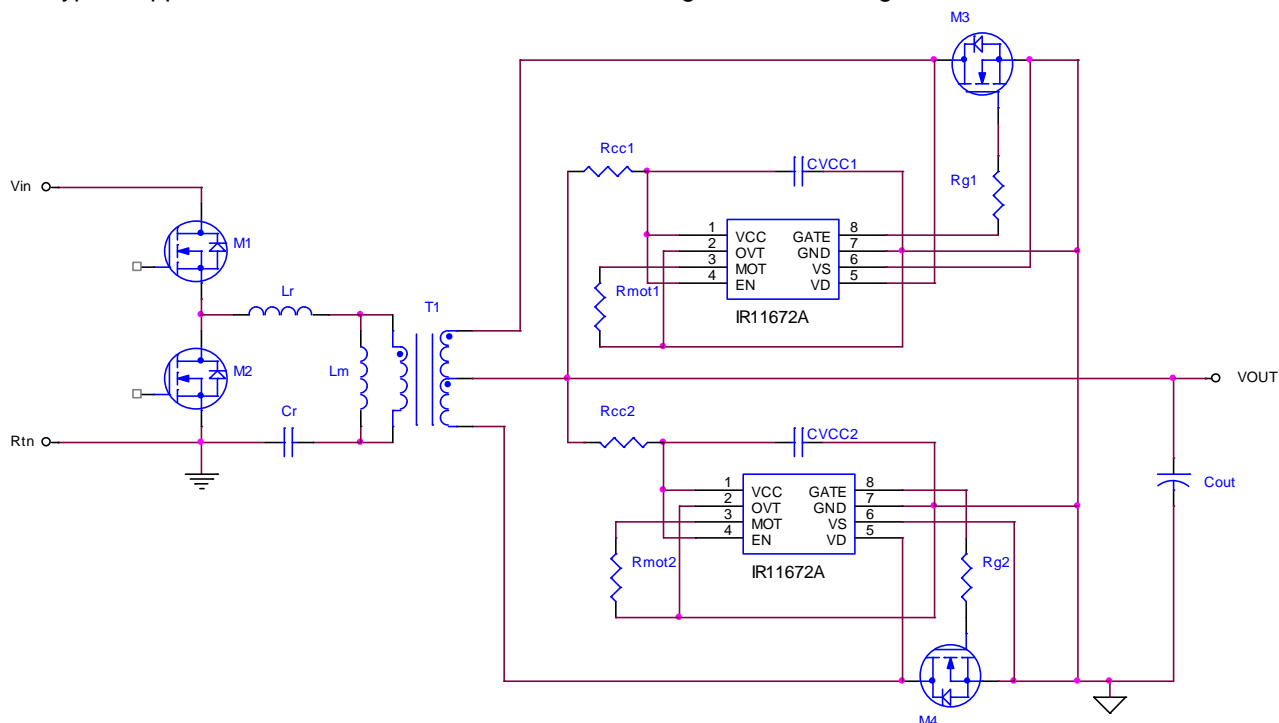 M3
Rcc1
CVCC1
Rg1
Vin
M1
1 VCC GATE 8
2 OVT GND 7
3 MOT VS 6
4 EN VD 5
Lr
T1
Rmot1
IR11672A
M2
Lm
VOUT
Rcc2
Cr
CVCC2
Rtn
1 VCC GATE 8
2 OVT GND 7
3 MOT VS 6
4 EN VD 5
Cout
Rmot2
Rg2
IR11672A
M4